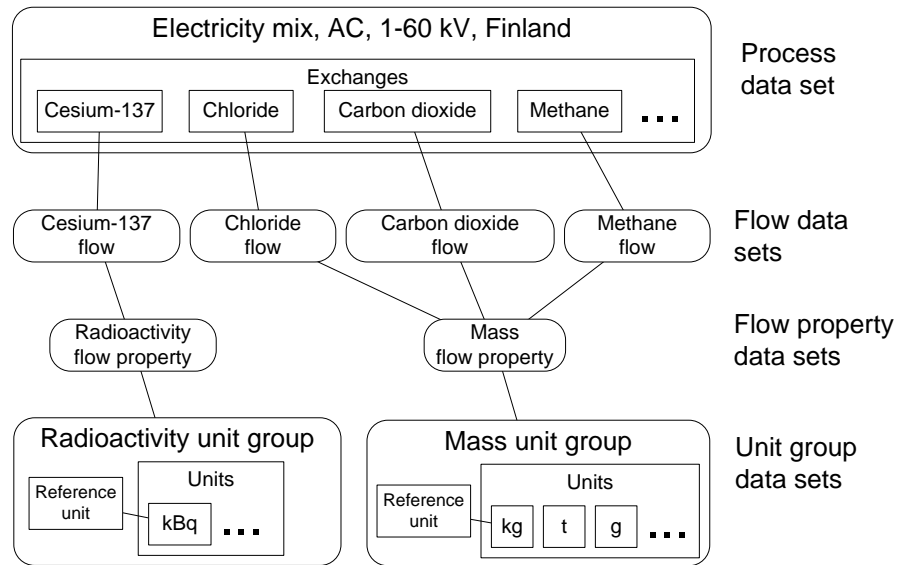 Electricity mix, AC, 1-60 kV, Finland
Process
data set
Exchanges
Cesium-137
Chloride
Carbon dioxide
Methane
...
Cesium-137
flow
Chloride
flow
Carbon dioxide
flow
Methane
flow
Flow data
sets
Radioactivity
flow property
Mass
flow property
Flow property
data sets
Radioactivity unit group
Units
Reference
unit
kBq
...
Mass unit group
Units
Reference
unit
kg
t
g
...
Unit group
data sets